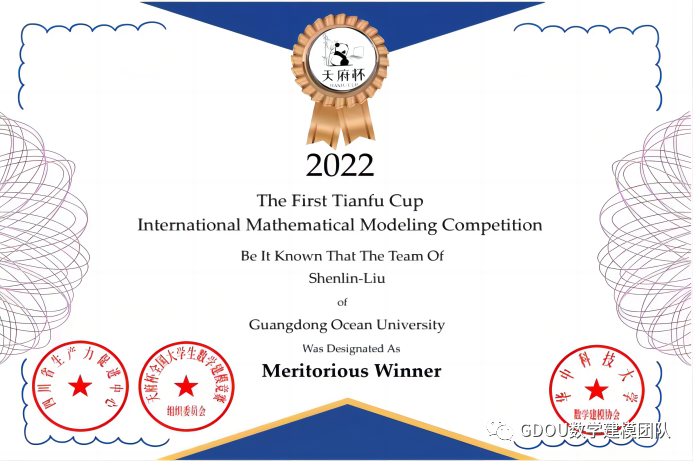 天府杯
TIANFU CUP
2022
The First Tianfu Cup
International Mathematical Modeling Competition
Be It Known That The Team Of
Shenlin-Liu
of
Guangdong Ocean University
Was Designated As
Meritorious Winner
四川省生产力促进中心
天府杯全国大学生数学建模竞赛
组织委员会
华中科技大学
数学建模协会
GDOU数学建模团队